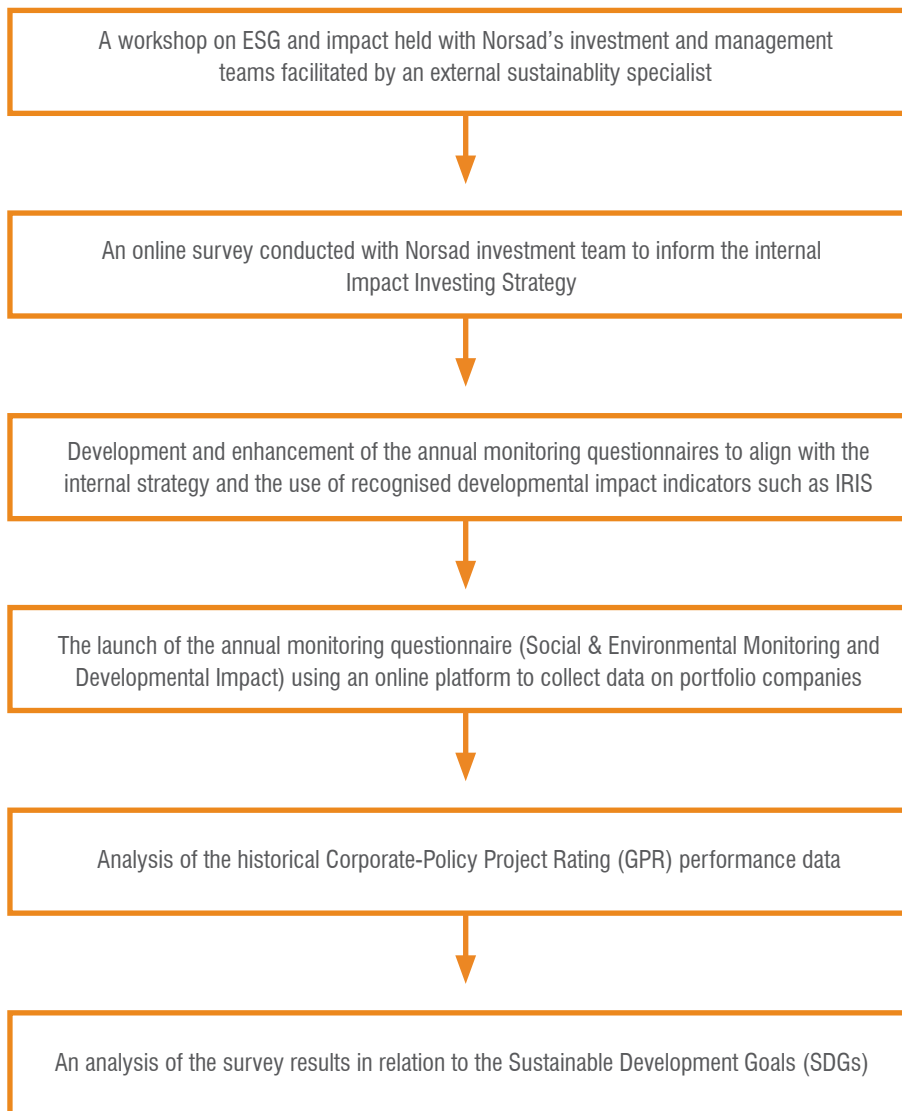 A workshop on ESG and impact held with Norsad’s investment and management
teams facilitated by an external sustainablity specialist
An online survey conducted with Norsad investment team to inform the internal
Impact Investing Strategy
Development and enhancement of the annual monitoring questionnaires to align with the
internal strategy and the use of recognised developmental impact indicators such as IRIS
The launch of the annual monitoring questionnaire (Social & Environmental Monitoring and
Developmental Impact) using an online platform to collect data on portfolio companies
Analysis of the historical Corporate-Policy Project Rating (GPR) performance data
An analysis of the survey results in relation to the Sustainable Development Goals (SDGs)